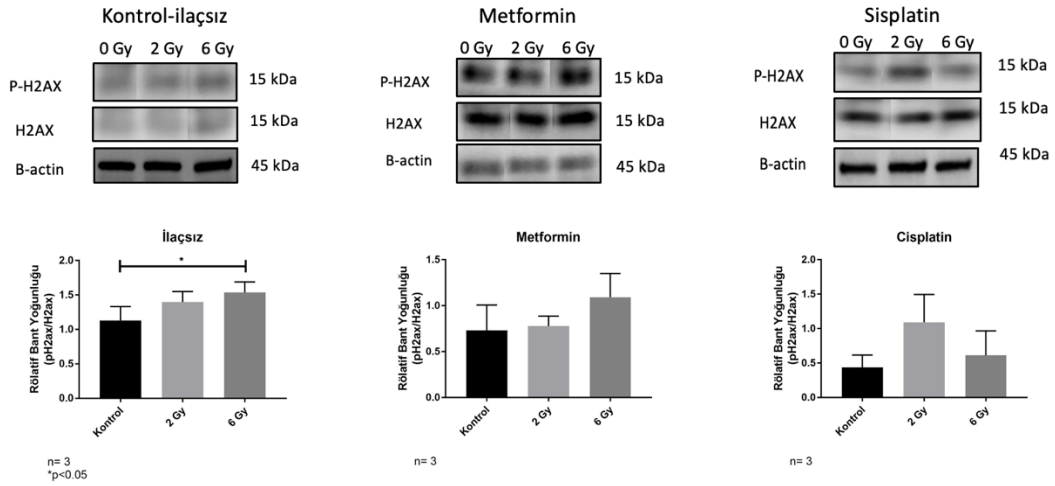 Kontrol-ilaçsız
0 Gy 2 Gy 6 Gy
P-H2AX
15 kDa
H2AX
15 kDa
B-actin
45 kDa
Metformin
0 Gy 2 Gy 6 Gy
P-H2AX
15 kDa
H2AX
15 kDa
B-actin
45 kDa
Sisplatin
0 Gy 2 Gy 6 Gy
P-H2AX
15 kDa
H2AX
15 kDa
B-actin
45 kDa
İlaçsız
Rölatif Bant Yoğunluğu
(pH2ax/H2ax)
2.0
1.5
1.0
0.5
0.0
*
Kontrol
2 Gy
6 Gy
n= 3
*p<0.05
Metformin
Rölatif Bant Yoğunluğu
(pH2ax/H2ax)
1.5
1.0
0.5
0.0
Kontrol
2 Gy
6 Gy
n= 3
Cisplatin
Rölatif Bant Yoğunluğu
(pH2ax/H2ax)
2.0
1.5
1.0
0.5
0.0
Kontrol
2 Gy
6 Gy
n= 3